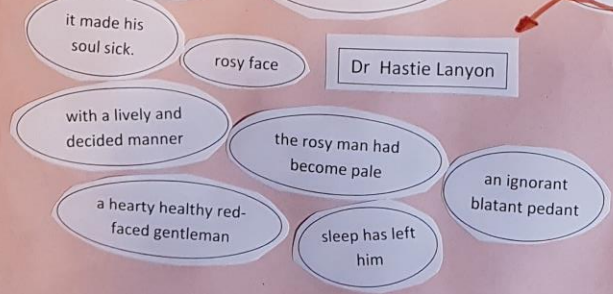 it made his
soul sick.
rosy face
Dr Hastie Lanyon
with a lively and
decided manner
the rosy man had
become pale
an ignorant
blatant pedant
a hearty healthy red-
faced gentleman
sleep has left
him